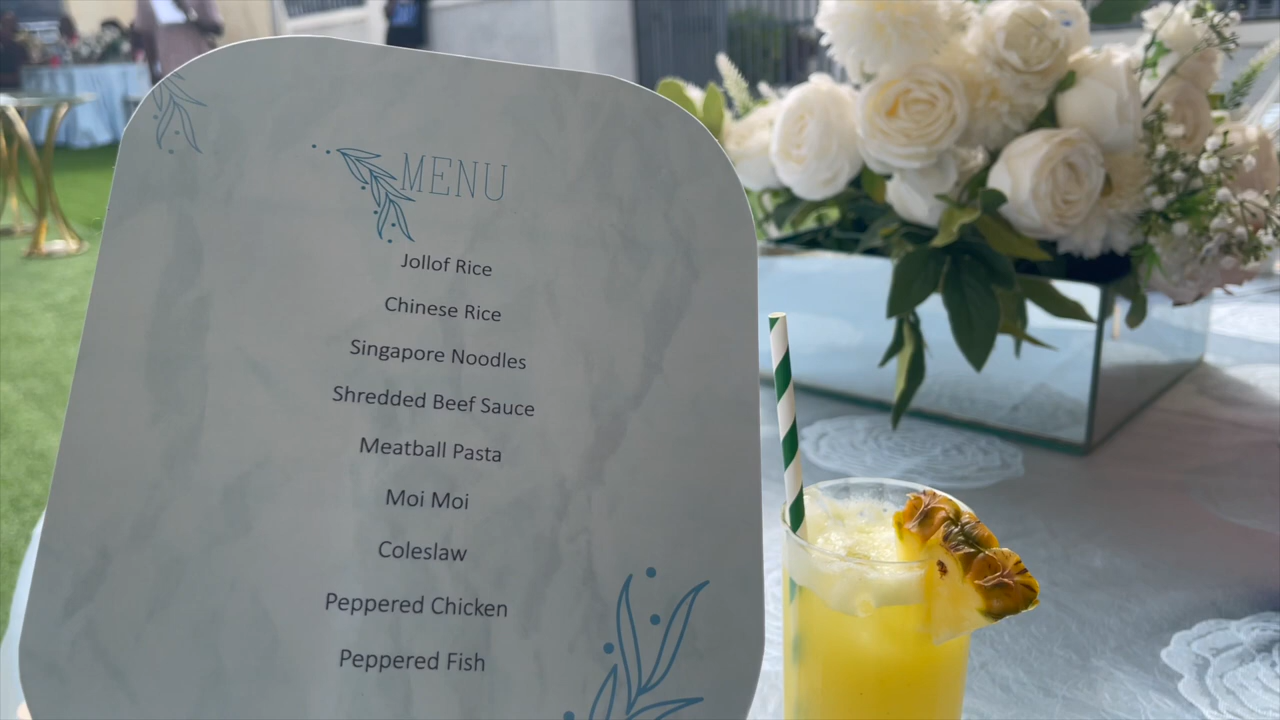 MENU
Jollof Rice
Chinese Rice
Singapore Noodles
Shredded Beef Sauce
Meatball Pasta
Moi Moi
Coleslaw
Peppered Chicken
Peppered Fish